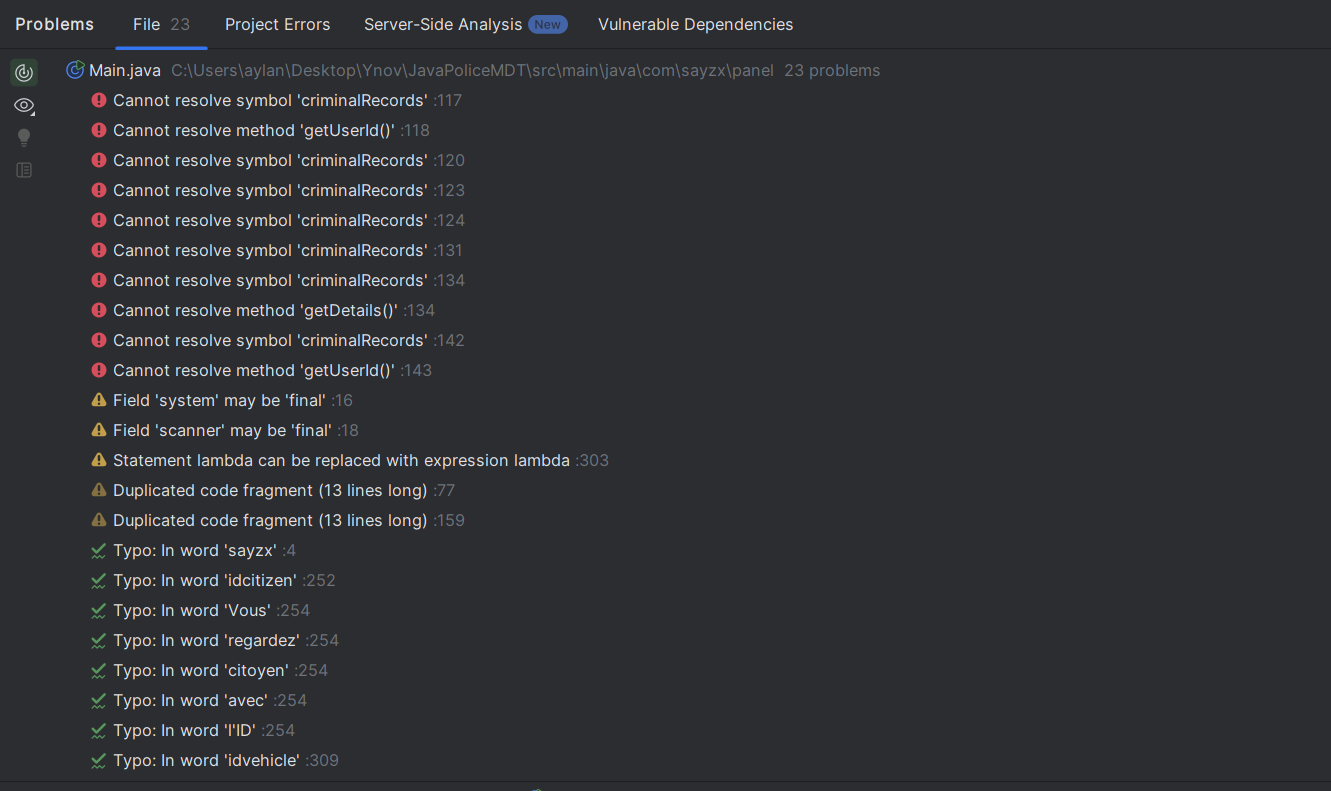 Problems File 23 Project Errors Server-Side Analysis New Vulnerable Dependencies
Main.java C:\Users\aylan\Desktop\Ynov\JavaPoliceMDT\src\main\java\com\sayzx\panel 23 problems
Cannot resolve symbol 'criminalRecords' :117
Cannot resolve method 'getUserId()' :118
Cannot resolve symbol 'criminalRecords' :120
Cannot resolve symbol 'criminalRecords' :123
Cannot resolve symbol 'criminalRecords' :124
Cannot resolve symbol 'criminalRecords' :131
Cannot resolve symbol 'criminalRecords' :134
Cannot resolve method 'getDetails()' :134
Cannot resolve symbol 'criminalRecords' :142
Cannot resolve method 'getUserId()' :143
Field 'system' may be 'final' :16
Field 'scanner' may be 'final' :18
Statement lambda can be replaced with expression lambda :303
Duplicated code fragment (13 lines long) :77
Duplicated code fragment (13 lines long) :159
Typo: In word 'sayzx' :4
Typo: In word 'idcitizen' :252
Typo: In word 'Vous' :254
Typo: In word 'regardez' :254
Typo: In word 'citoyen' :254
Typo: In word 'avec' :254
Typo: In word 'l'ID' :254
Typo: In word 'idvehicle' :309